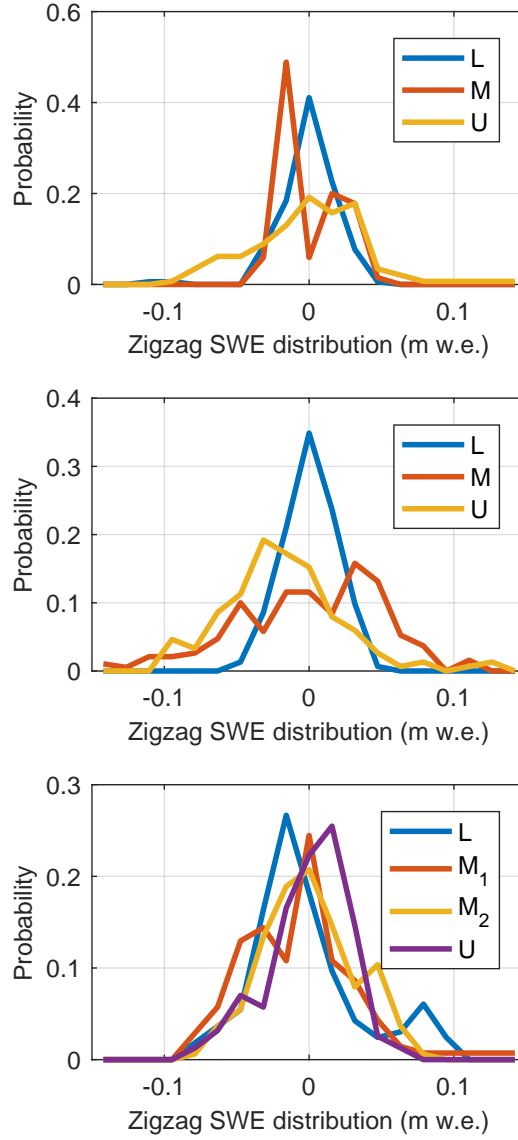 0.6
0.4
0.2
0
Probability
L
M
U
-0.1 0 0.1
Zigzag SWE distribution (m w.e.)
0.4
0.3
0.2
0.1
0
Probability
L
M
U
-0.1 0 0.1
Zigzag SWE distribution (m w.e.)
0.3
0.2
0.1
0
Probability
L
M₁
M₂
U
-0.1 0 0.1
Zigzag SWE distribution (m w.e.)